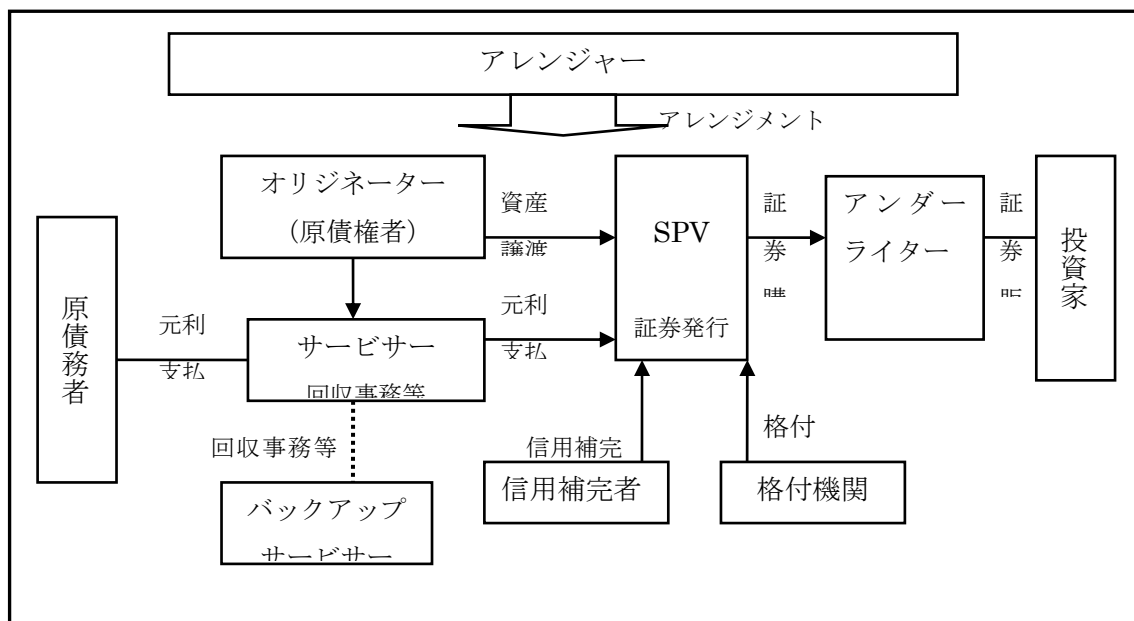 アレンジャー
アレンジメント
オリジネーター
(原債権者)
資産
譲渡
SPV
証券発行
証
券
購
アンダー
ライター
証
券
販
投資家
原債務者
元利
支払
サービサー
回収事務等
元利
支払
回収事務等
バックアップ
サービサー
信用補完
信用補完者
格付
格付機関